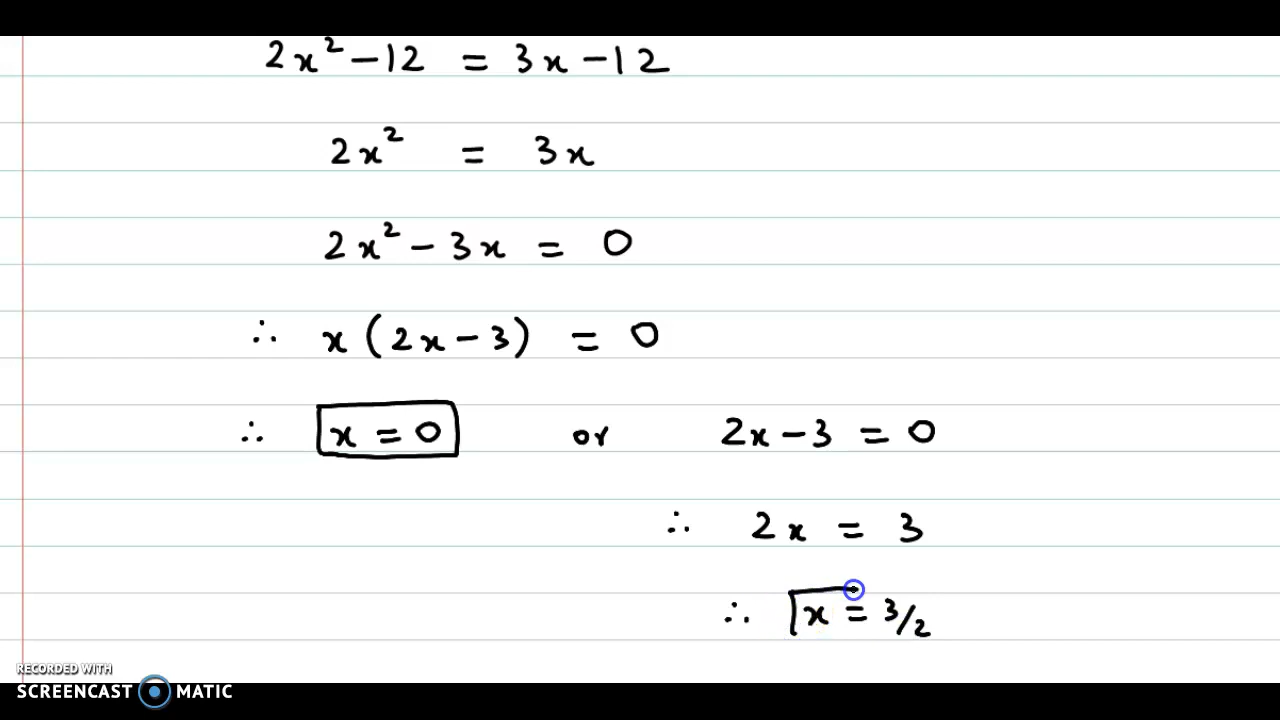 2x² - 12 = 3x - 12
2x² = 3x
2x² - 3x = 0
∴ x (2x - 3) = 0
∴ x = 0 or 2x - 3 = 0
∴ 2x = 3
∴ x = 3/2
RECORDED WITH
SCREENCAST MATIC